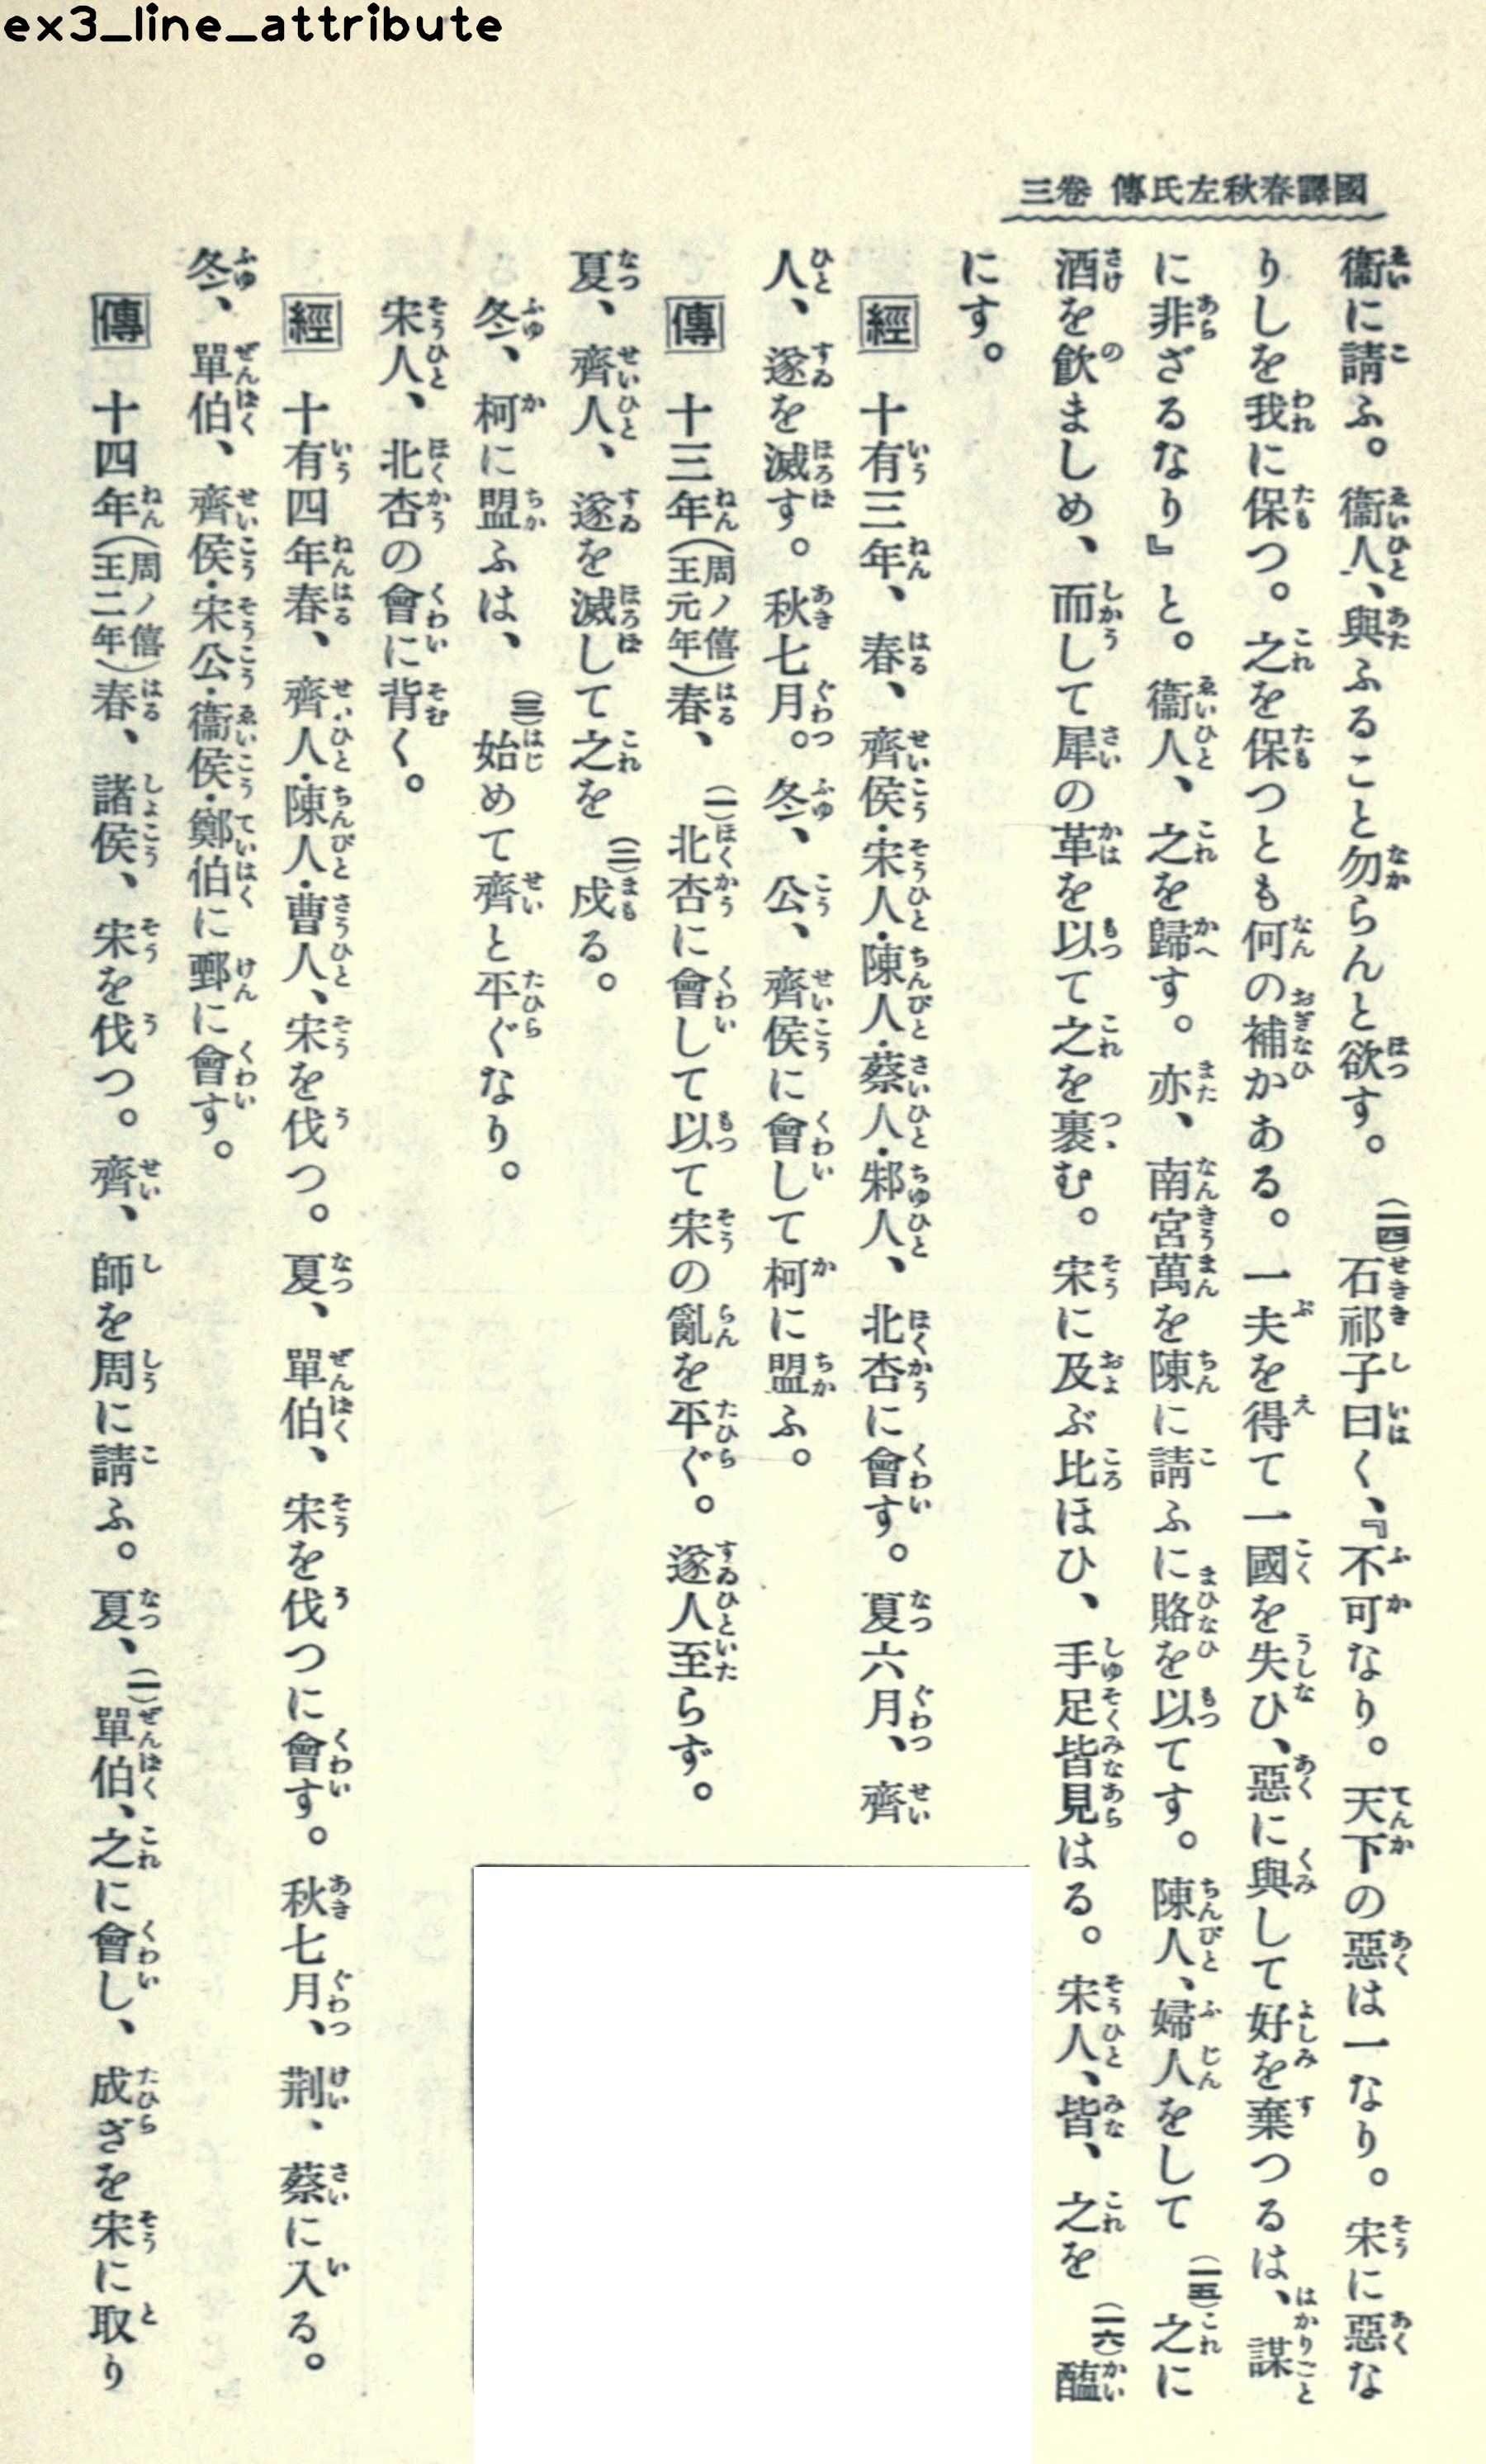 ex3_line_attribute
國譯春秋左氏傳 卷三
衞に請ふ。衞人、與ふること勿らんと欲す。(一四)石祁子曰く、『不可なり。天下の惡は一なり。宋に惡な
りしを我に保つ。之を保つとも何の補かある。一夫を得て一國を失ひ、惡に與して好を棄つるは、謀
に非ざるなり』と。衞人、之を歸す。亦、南宮萬を陳に請ふに賂を以てす。陳人、婦人をして(一五)之に
酒を飮ましめ、而して犀の革を以て之を裹む。宋に及ぶ比ほひ、手足皆見はる。宋人、皆、之を(一六)醢
にす。
經 十有三年、春、齊侯・宋人・陳人・蔡人・邾人、北杏に會す。夏六月、齊
人、遂を滅す。秋七月。冬、公、齊侯に會して柯に盟ふ。
傳 十三年(周ノ僖王元年)春、(一)北杏に會して以て宋の亂を平ぐ。遂人至らず。
夏、齊人、遂を滅して之を(二)戍る。
冬、柯に盟ふは、(三)始めて齊と平ぐなり。
宋人、北杏の會に背く。
經 十有四年春、齊人・陳人・曹人、宋を伐つ。夏、單伯、宋を伐つに會す。秋七月、荆、蔡に入る。
冬、單伯、齊侯・宋公・衞侯・鄭伯に鄄に會す。
傳 十四年(周ノ僖王二年)春、諸侯、宋を伐つ。齊、師を周に請ふ。夏、(一)單伯、之に會し、成ぎを宋に取り